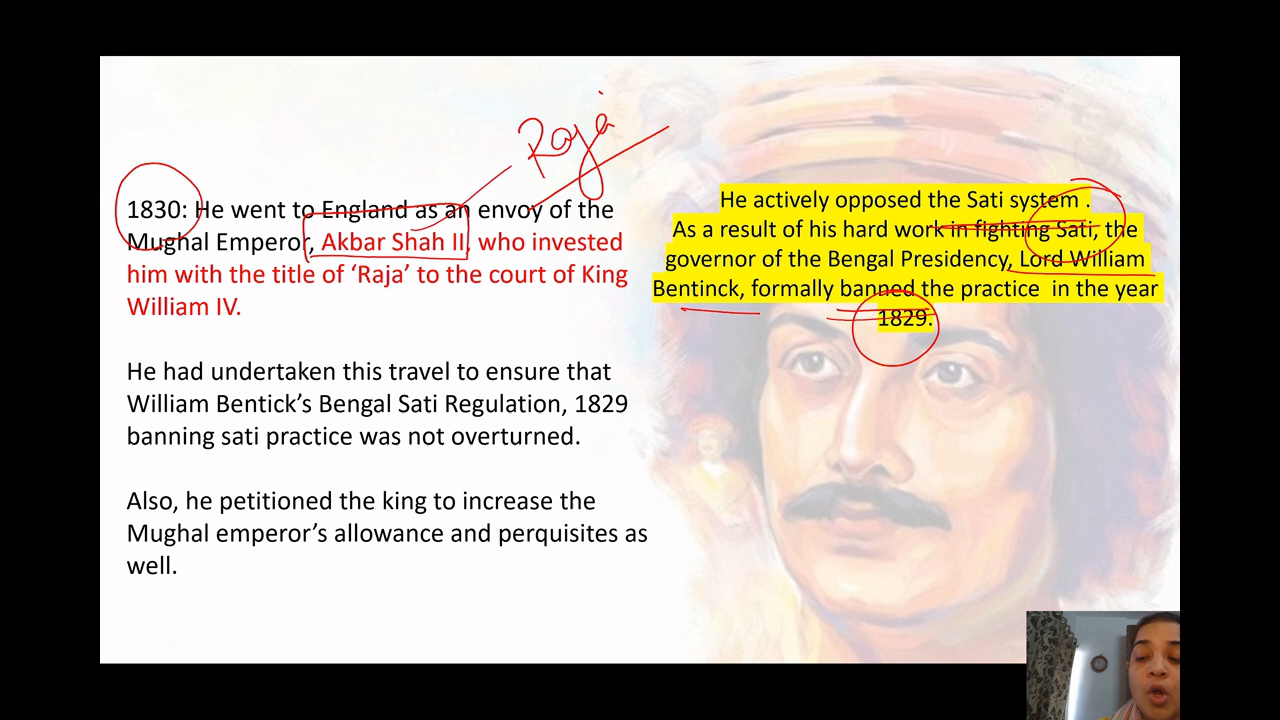 Raja
1830: He went to England as an envoy of the
Mughal Emperor, Akbar Shah II, who invested
him with the title of ‘Raja’ to the court of King
William IV.
He had undertaken this travel to ensure that
William Bentick’s Bengal Sati Regulation, 1829
banning sati practice was not overturned.
Also, he petitioned the king to increase the
Mughal emperor’s allowance and perquisites as
well.
He actively opposed the Sati system .
As a result of his hard work in fighting Sati, the
governor of the Bengal Presidency, Lord William
Bentinck, formally banned the practice in the year
1829.